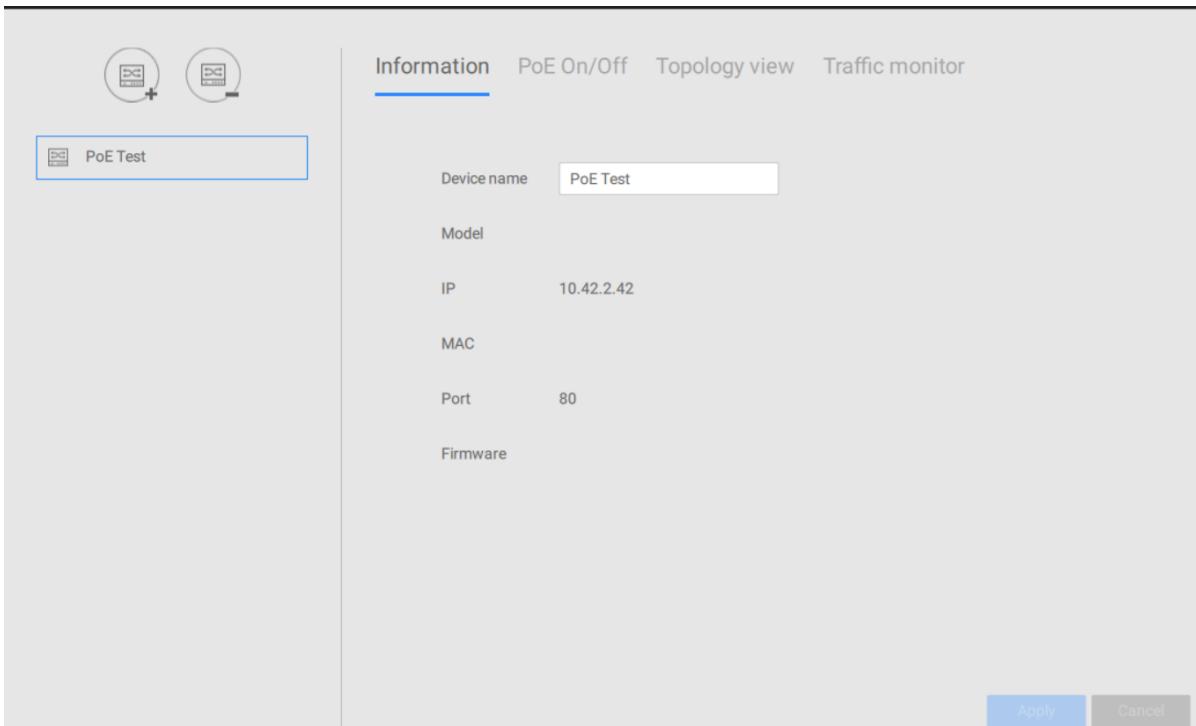 Information PoE On/Off Topology view Traffic monitor
PoE Test
Device name PoE Test
Model
IP 10.42.2.42
MAC
Port 80
Firmware
Apply Cancel